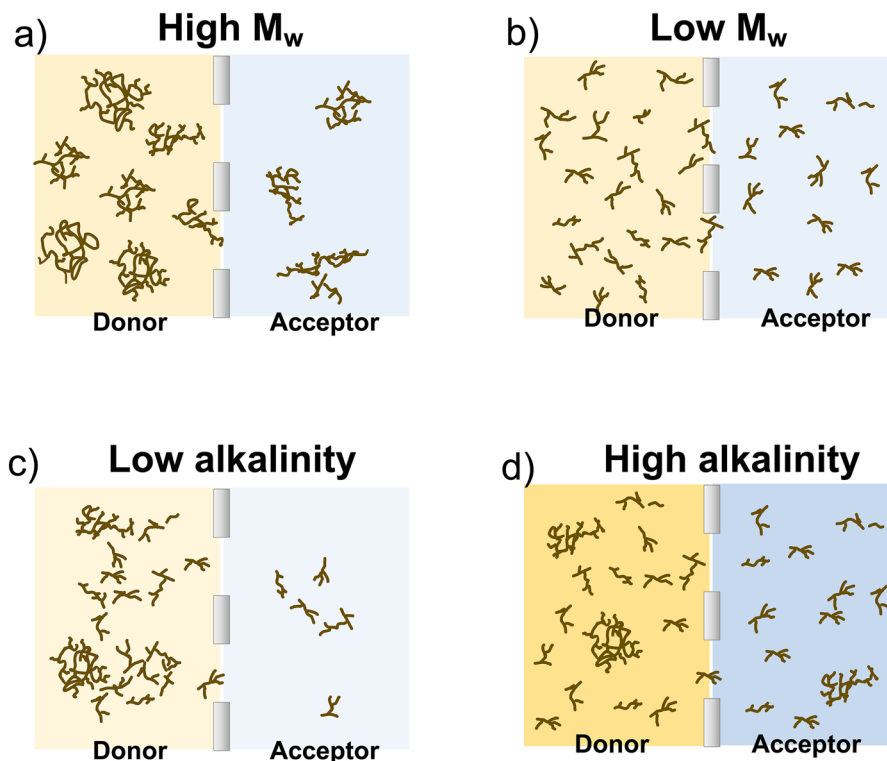 a) High Mw
Donor Acceptor
b) Low Mw
Donor Acceptor
c) Low alkalinity
Donor Acceptor
d) High alkalinity
Donor Acceptor